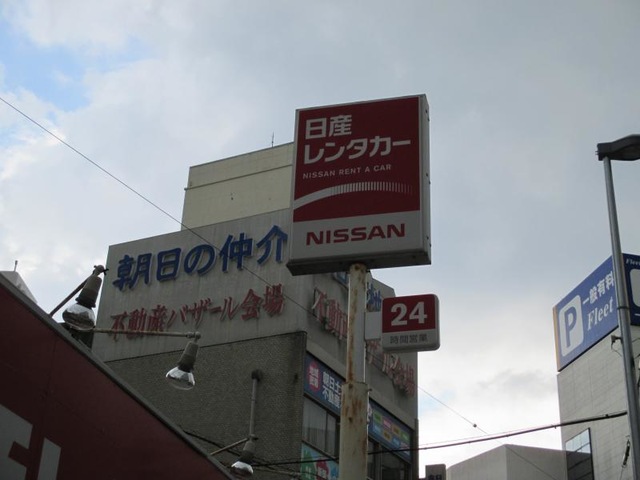 日産
レンタカー
NISSAN RENT A CAR
NISSAN
24
時間営業
朝日の仲介
不動産バザール会場
一般有料
P
Fleet